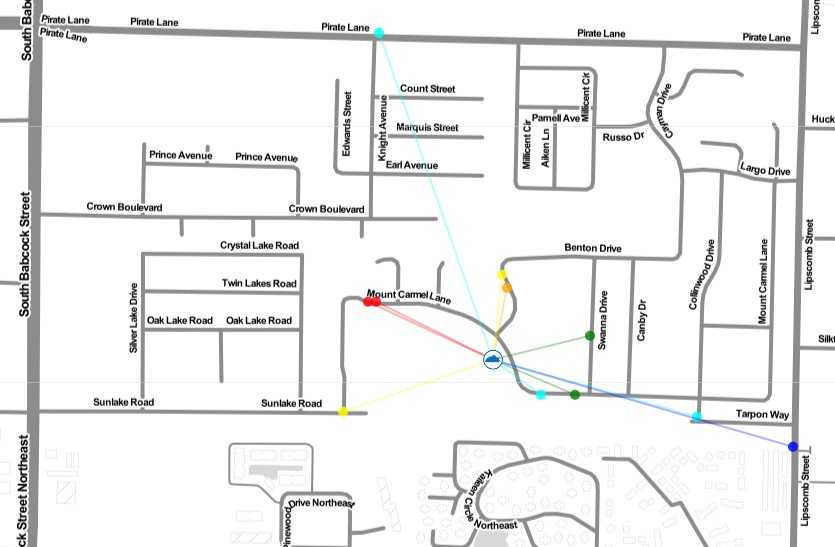 South Babc
Pirate Lane
Pirate Lane
Pirate Lane
Pirate Lane
Pirate Lane
Pirate Lane
Lipscom
Count Street
Edwards Street
Knight Avenue
Marquis Street
Earl Avenue
Millicent Cir
Parnell Ave
Millicent Cir
Aiken Ln
Russo Dr
Cayman Drive
Huck
Prince Avenue
Prince Avenue
Largo Drive
Crown Boulevard
Crown Boulevard
South Babcock Street
Crystal Lake Road
Benton Drive
Lipscomb Street
Twin Lakes Road
Mount Carmel Lane
Collinwood Drive
Mount Carmel Lane
Silver Lake Drive
Oak Lake Road
Oak Lake Road
Swanna Drive
Canby Dr
Silkt
Sunlake Road
Sunlake Road
Tarpon Way
ck Street Northeast
Lipscomb Street
Drive Northeast
Pinewood
Kaileen Circle
Northeast